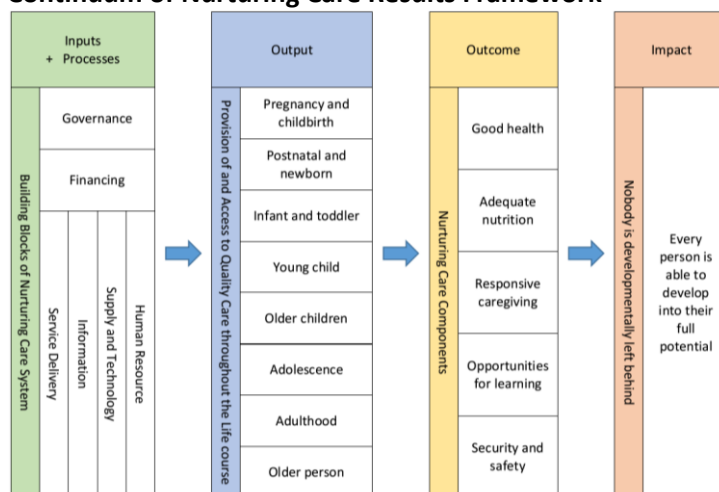 Continuum of Nurturing Care Results Framework
Inputs
+ Processes
Building Blocks of Nurturing Care System
Governance
Financing
Service Delivery
Information
Supply and Technology
Human Resource
Output
Provision of and Access to Quality Care throughout the Life course
Pregnancy and
childbirth
Postnatal and
newborn
Infant and toddler
Young child
Older children
Adolescence
Adulthood
Older person
Outcome
Nurturing Care Components
Good health
Adequate
nutrition
Responsive
caregiving
Opportunities
for learning
Security and
safety
Impact
Nobody is developmentally left behind
Every
person is
able to
develop
into their
full
potential